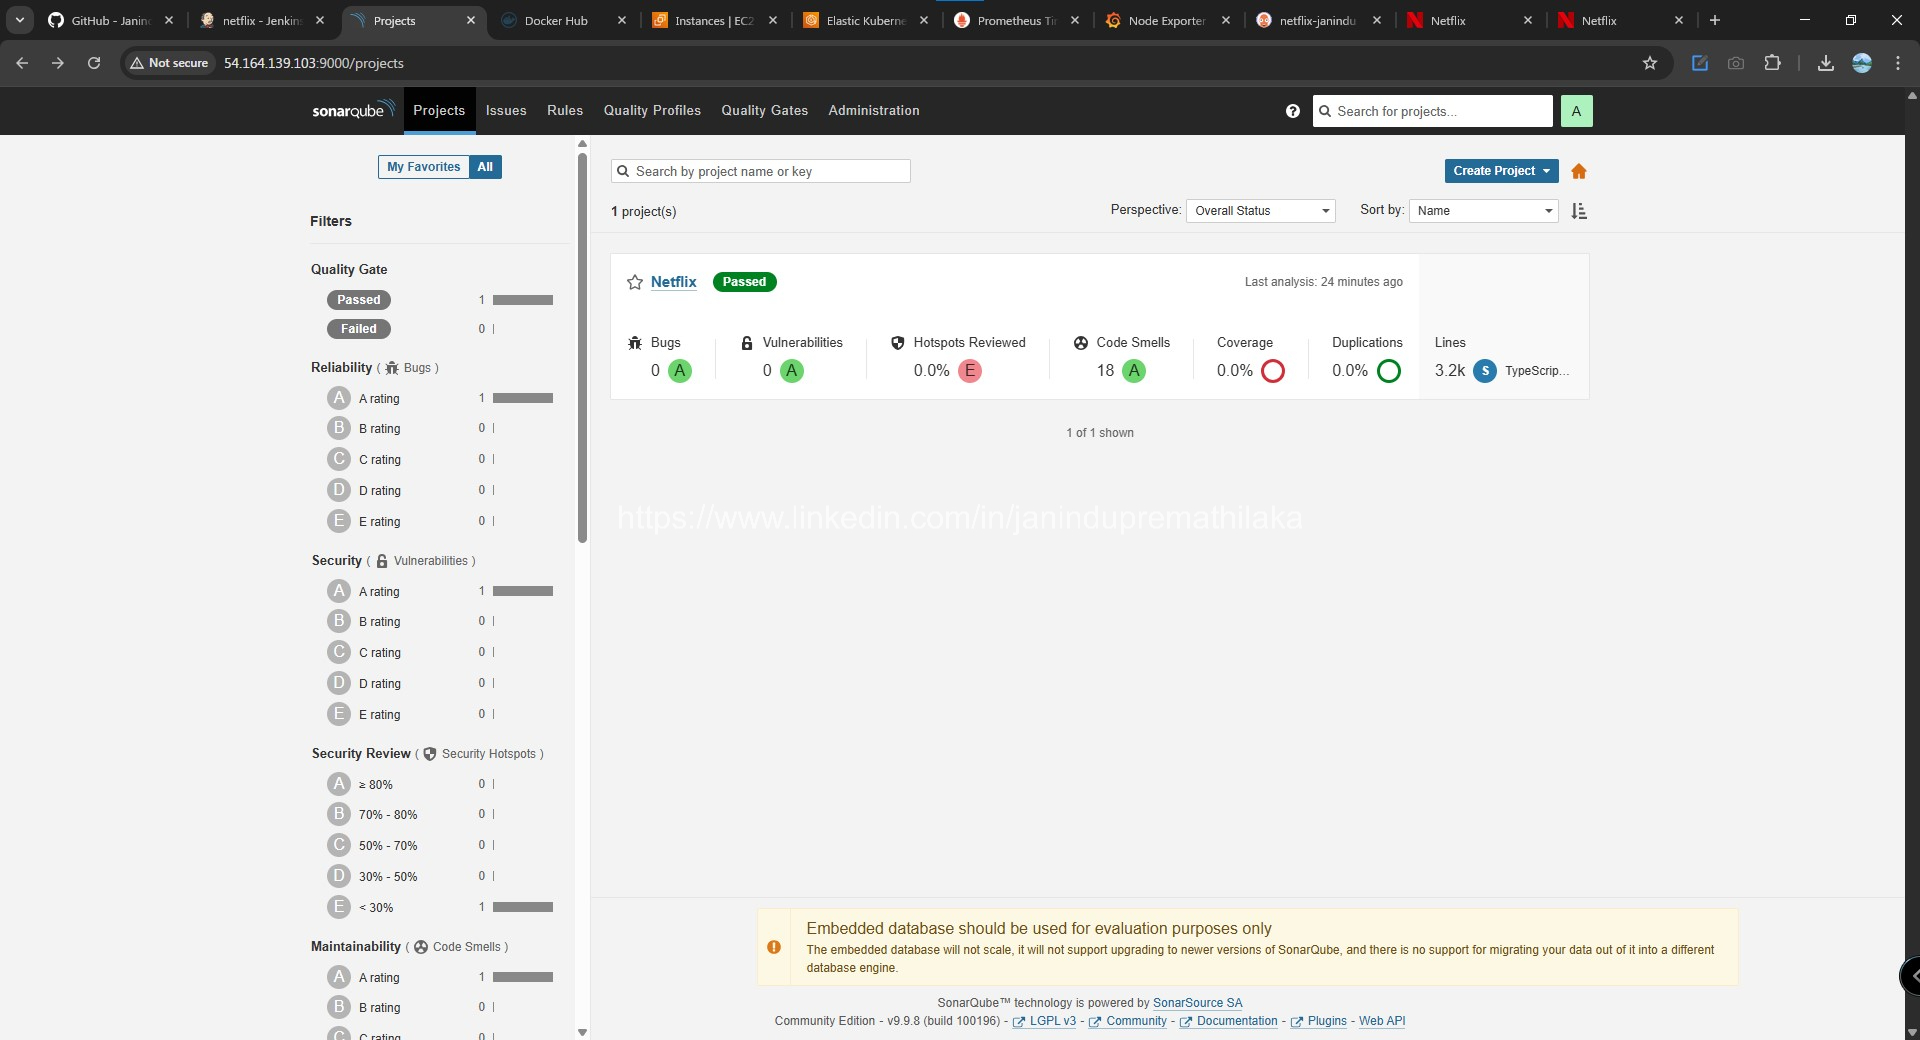 GitHub - Janin
netflix - Jenkins
Projects
Docker Hub
Instances | EC2
Elastic Kuberne
Prometheus Tim
Node Exporter
netflix-janindu
Netflix
Netflix
Not secure
54.164.139.103:9000/projects
sonarqube
Projects
Issues
Rules
Quality Profiles
Quality Gates
Administration
Search for projects...
A
My Favorites
All
Search by project name or key
Create Project
1 project(s)
Perspective:
Overall Status
Sort by:
Name
Filters
Quality Gate
Passed 1
Failed 0
Reliability ( Bugs )
A A rating 1
B B rating 0
C C rating 0
D D rating 0
E E rating 0
Security ( Vulnerabilities )
A A rating 1
B B rating 0
C C rating 0
D D rating 0
E E rating 0
Security Review ( Security Hotspots )
A ≥ 80% 0
B 70% - 80% 0
C 50% - 70% 0
D 30% - 50% 0
E < 30% 1
Maintainability ( Code Smells )
A A rating 1
B B rating 0
C C rating 0
Netflix
Passed
Last analysis: 24 minutes ago
Bugs
Vulnerabilities
Hotspots Reviewed
Code Smells
Coverage
Duplications
Lines
0 A
0 A
0.0% E
18 A
0.0%
0.0%
3.2k S TypeScrip...
1 of 1 shown
https://www.linkedin.com/in/janindupremathilaka
Embedded database should be used for evaluation purposes only
The embedded database will not scale, it will not support upgrading to newer versions of SonarQube, and there is no support for migrating your data out of it into a different
database engine.
SonarQube™ technology is powered by SonarSource SA
Community Edition - v9.9.8 (build 100196) - LGPL v3 - Community - Documentation - Plugins - Web API